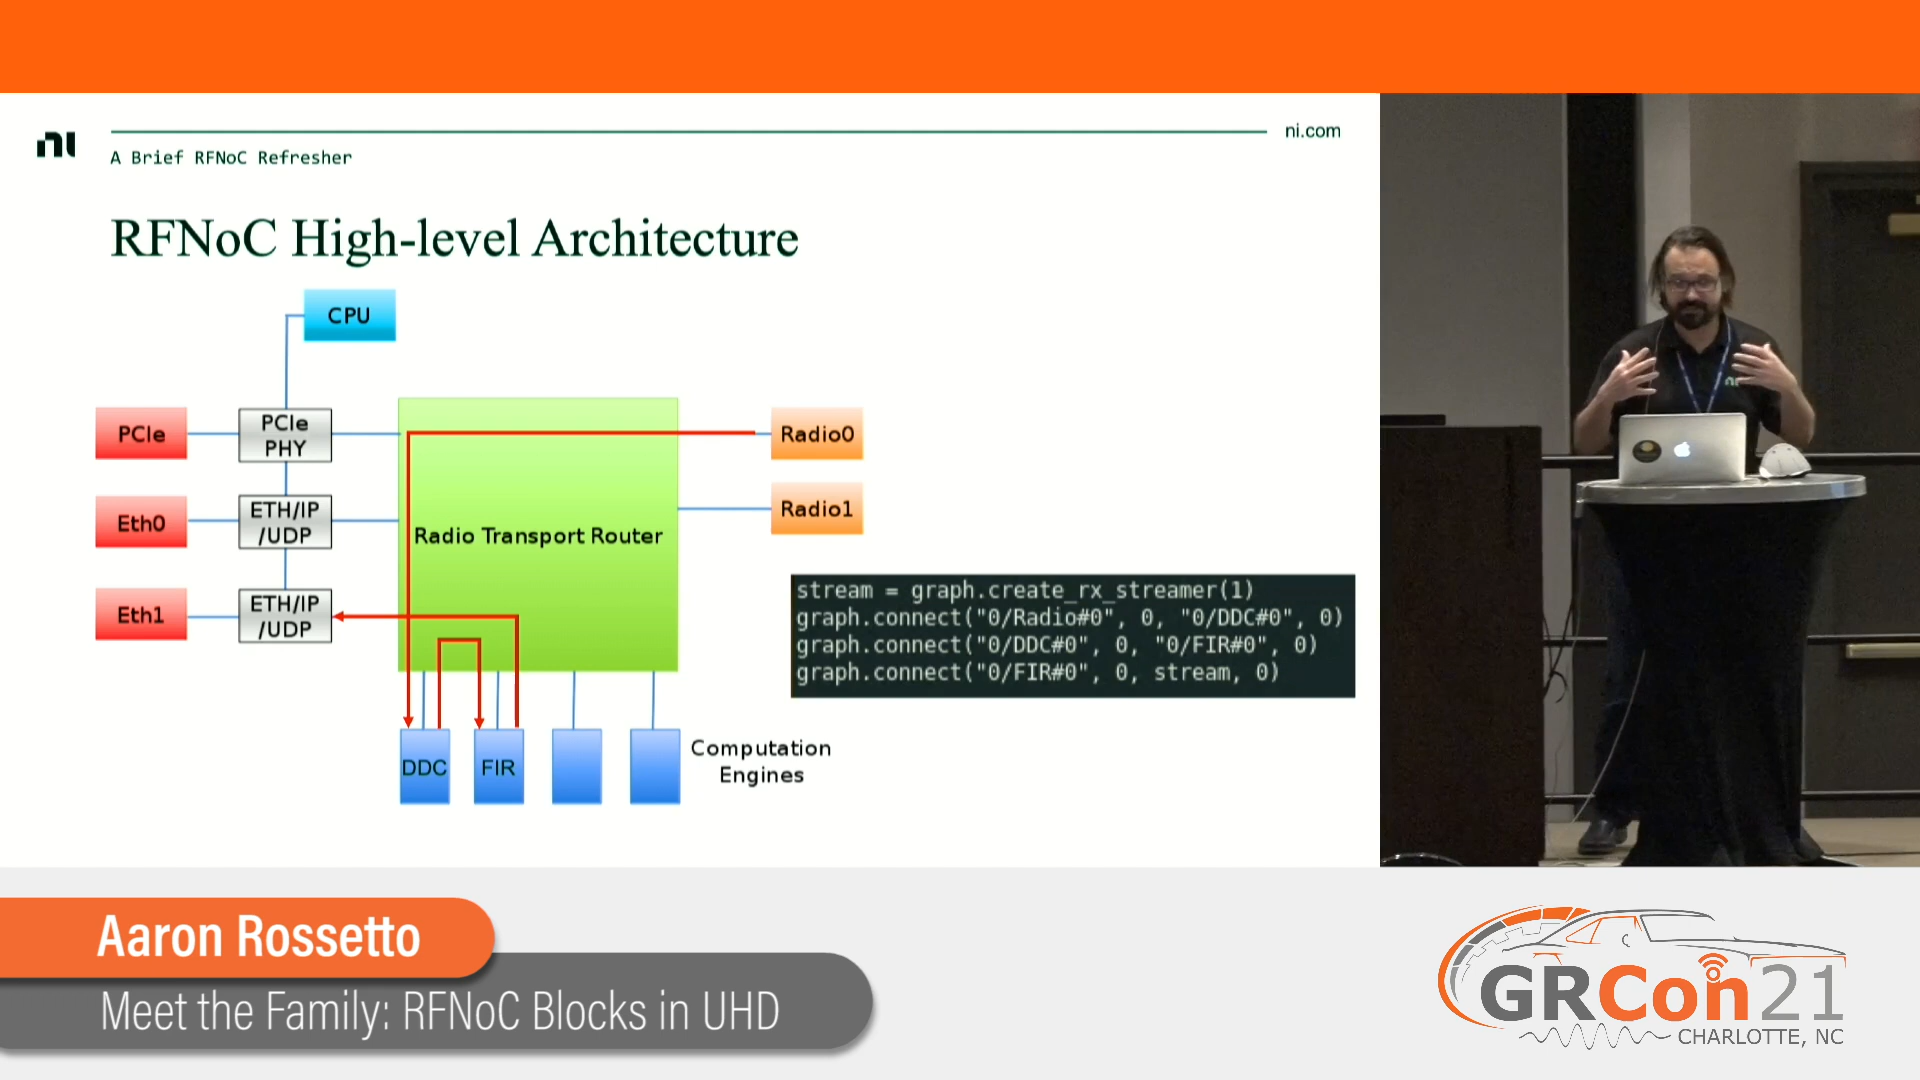 ni
ni.com
A Brief RFNoC Refresher
RFNoC High-level Architecture
CPU
PCIe
PCIe
PHY
Radio0
Eth0
ETH/IP
/UDP
Radio1
Radio Transport Router
Eth1
ETH/IP
/UDP
stream = graph.create_rx_streamer(1)
graph.connect("0/Radio#0", 0, "0/DDC#0", 0)
graph.connect("0/DDC#0", 0, "0/FIR#0", 0)
graph.connect("0/FIR#0", 0, stream, 0)
DDC
FIR
Computation
Engines
Aaron Rossetto
Meet the Family: RFNoC Blocks in UHD
GRCon21
CHARLOTTE, NC